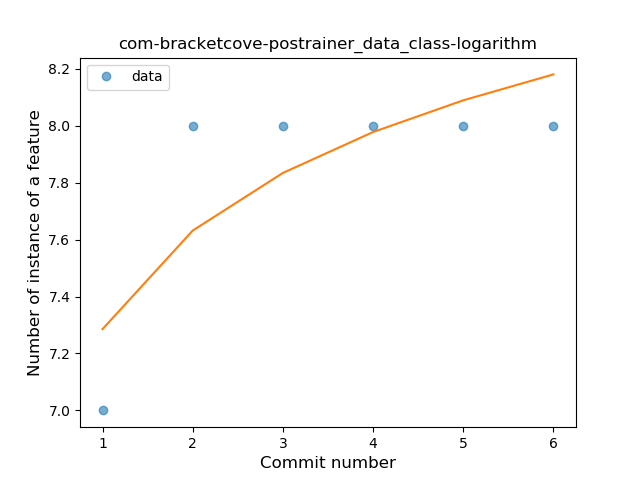 com-bracketcove-postrainer_data_class-logarithm
data
8.2
8.0
7.8
7.6
7.4
7.2
7.0
Number of instance of a feature
1 2 3 4 5 6
Commit number